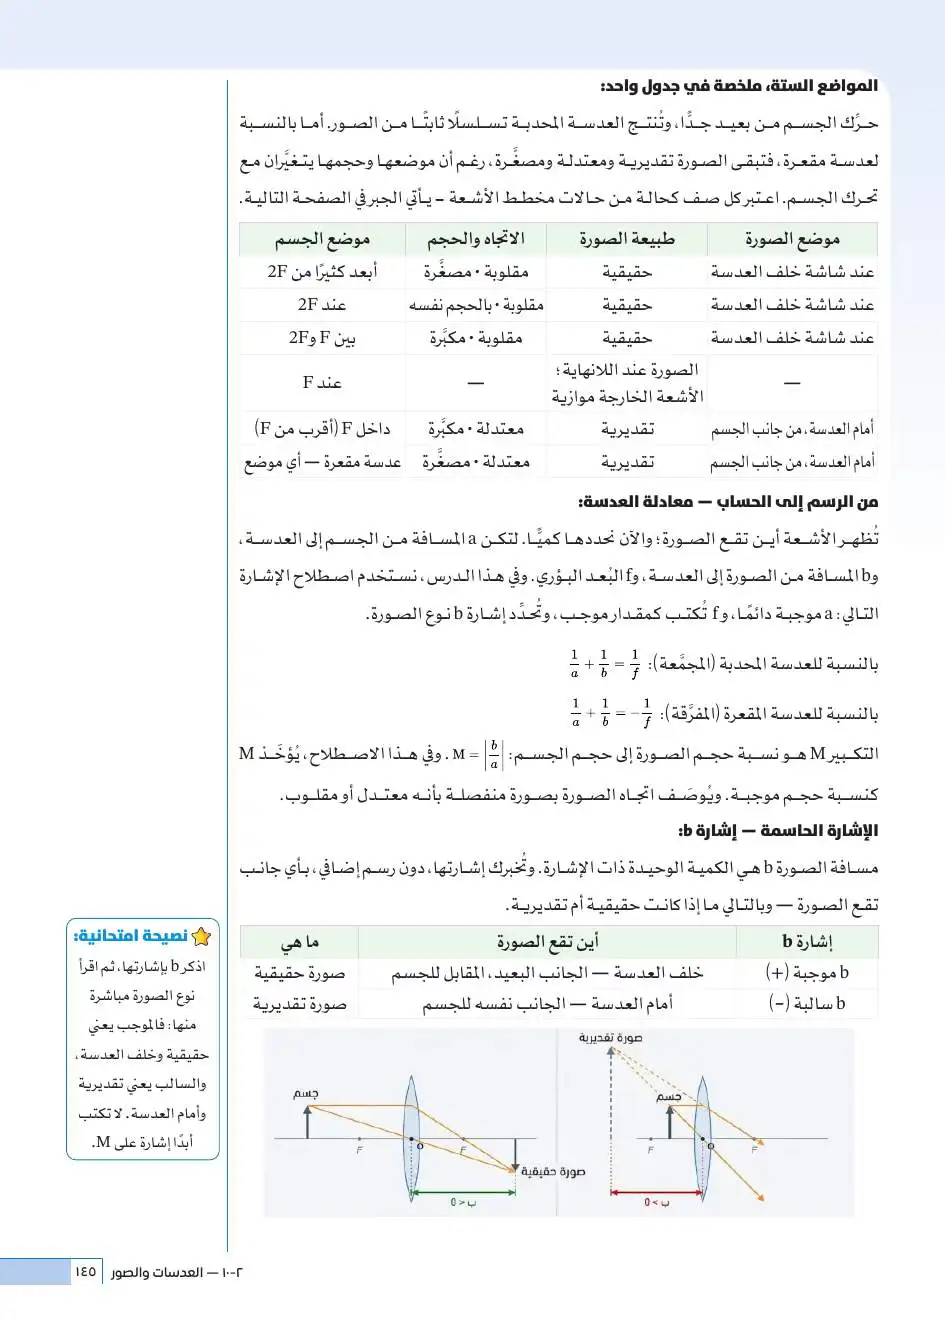 المواضع الستة، ملخصة في جدول واحد:
حرِّك الجسم من بعيد جدًّا، وتُنتج العدسة المحدبة تسلسلًا ثابتًا من الصور. أما بالنسبة
لعدسة مقعرة، فتبقى الصورة تقديرية ومعتدلة ومصغَّرة، رغم أن موضعها وحجمها يتغيَّران مع
تحرك الجسم. اعتبر كل صف كحالة من حالات مخطط الأشعة – يأتي الجبر في الصفحة التالية.
موضع الصورة | طبيعة الصورة | الاتجاه والحجم | موضع الجسم
عند شاشة خلف العدسة | حقيقية | مقلوبة · مصغَّرة | أبعد كثيرًا من 2F
عند شاشة خلف العدسة | حقيقية | مقلوبة · بالحجم نفسه | عند 2F
عند شاشة خلف العدسة | حقيقية | مقلوبة · مكبَّرة | بين F و2F
— | الصورة عند اللانهاية؛ الأشعة الخارجة موازية | — | عند F
أمام العدسة، من جانب الجسم | تقديرية | معتدلة · مكبَّرة | داخل F (أقرب من F)
أمام العدسة، من جانب الجسم | تقديرية | معتدلة · مصغَّرة | عدسة مقعرة — أي موضع
من الرسم إلى الحساب — معادلة العدسة:
تُظهر الأشعة أين تقع الصورة؛ والآن نحددها كميًّا. لتكن a المسافة من الجسم إلى العدسة،
وb المسافة من الصورة إلى العدسة، وf البُعد البؤري. وفي هذا الدرس، نستخدم اصطلاح الإشارة
التالي: a موجبة دائمًا، و f تُكتب كمقدار موجب، وتُحدِّد إشارة b نوع الصورة.
بالنسبة للعدسة المحدبة (المجمَّعة): 1/a + 1/b = 1/f
بالنسبة للعدسة المقعرة (المفرَّقة): 1/a + 1/b = −1/f
التكبير M هو نسبة حجم الصورة إلى حجم الجسم: M = |b/a| . وفي هذا الاصطلاح، يُؤخَذ M
كنسبة حجم موجبة. ويُوصَف اتجاه الصورة بصورة منفصلة بأنه معتدل أو مقلوب.
الإشارة الحاسمة — إشارة b:
مسافة الصورة b هي الكمية الوحيدة ذات الإشارة. وتُخبرك إشارتها، دون رسم إضافي، بأي جانب
تقع الصورة — وبالتالي ما إذا كانت حقيقية أم تقديرية.
إشارة b | أين تقع الصورة | ما هي
b موجبة (+) | خلف العدسة — الجانب البعيد، المقابل للجسم | صورة حقيقية
b سالبة (−) | أمام العدسة — الجانب نفسه للجسم | صورة تقديرية
نصيحة امتحانية:
اذكر b بإشارتها، ثم اقرأ
نوع الصورة مباشرة
منها: فالموجب يعني
حقيقية وخلف العدسة،
والسالب يعني تقديرية
وأمام العدسة. لا تكتب
أبدًا إشارة على M.
صورة تقديرية
جسم
F
O
F
ب < 0
جسم
F
O
F
صورة حقيقية
ب > 0
١٠-٢ — العدسات والصور
١٤٥